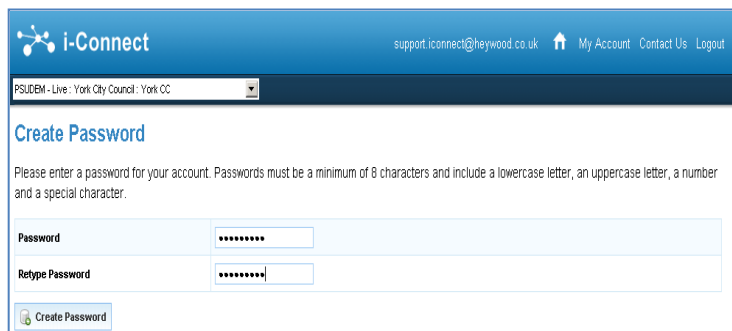 i-Connect
support.iconnect@heywood.co.uk My Account Contact Us Logout
PSUDEM - Live : York City Council : York CC
Create Password
Please enter a password for your account. Passwords must be a minimum of 8 characters and include a lowercase letter, an uppercase letter, a number
and a special character.
Password •••••••••
Retype Password •••••••••
Create Password